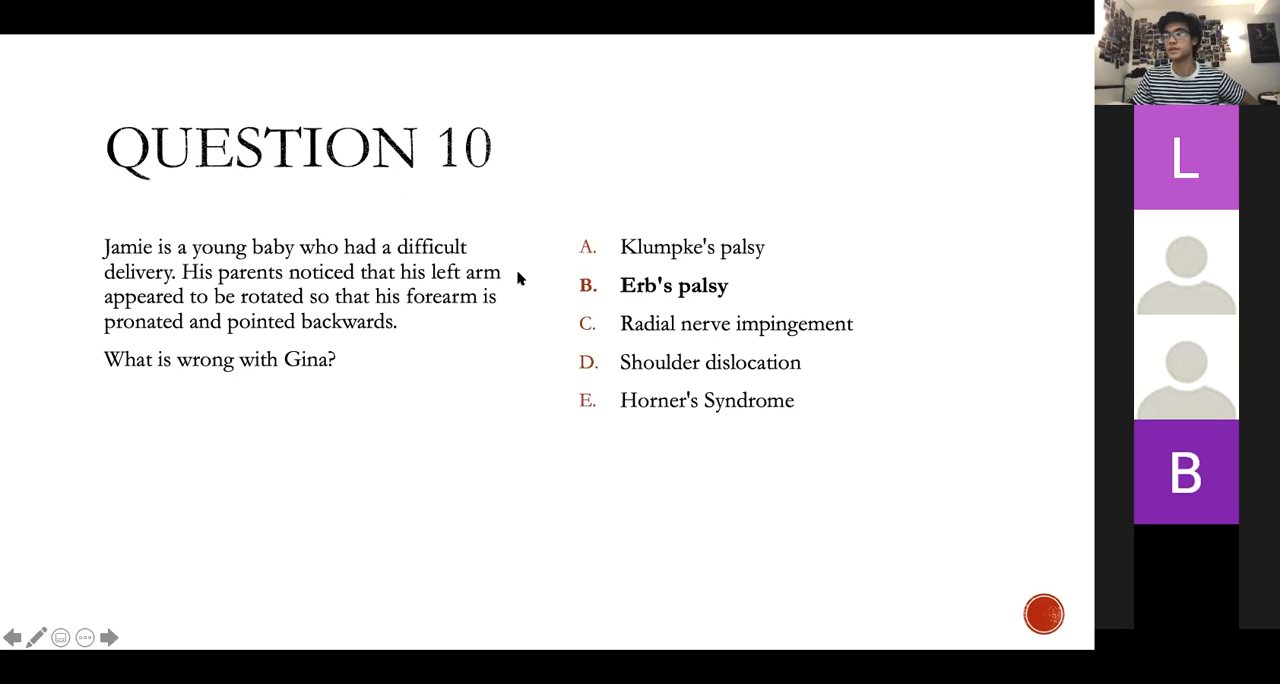 QUESTION 10
Jamie is a young baby who had a difficult
delivery. His parents noticed that his left arm
appeared to be rotated so that his forearm is
pronated and pointed backwards.
What is wrong with Gina?
A. Klumpke's palsy
B. Erb's palsy
C. Radial nerve impingement
D. Shoulder dislocation
E. Horner's Syndrome
L
B